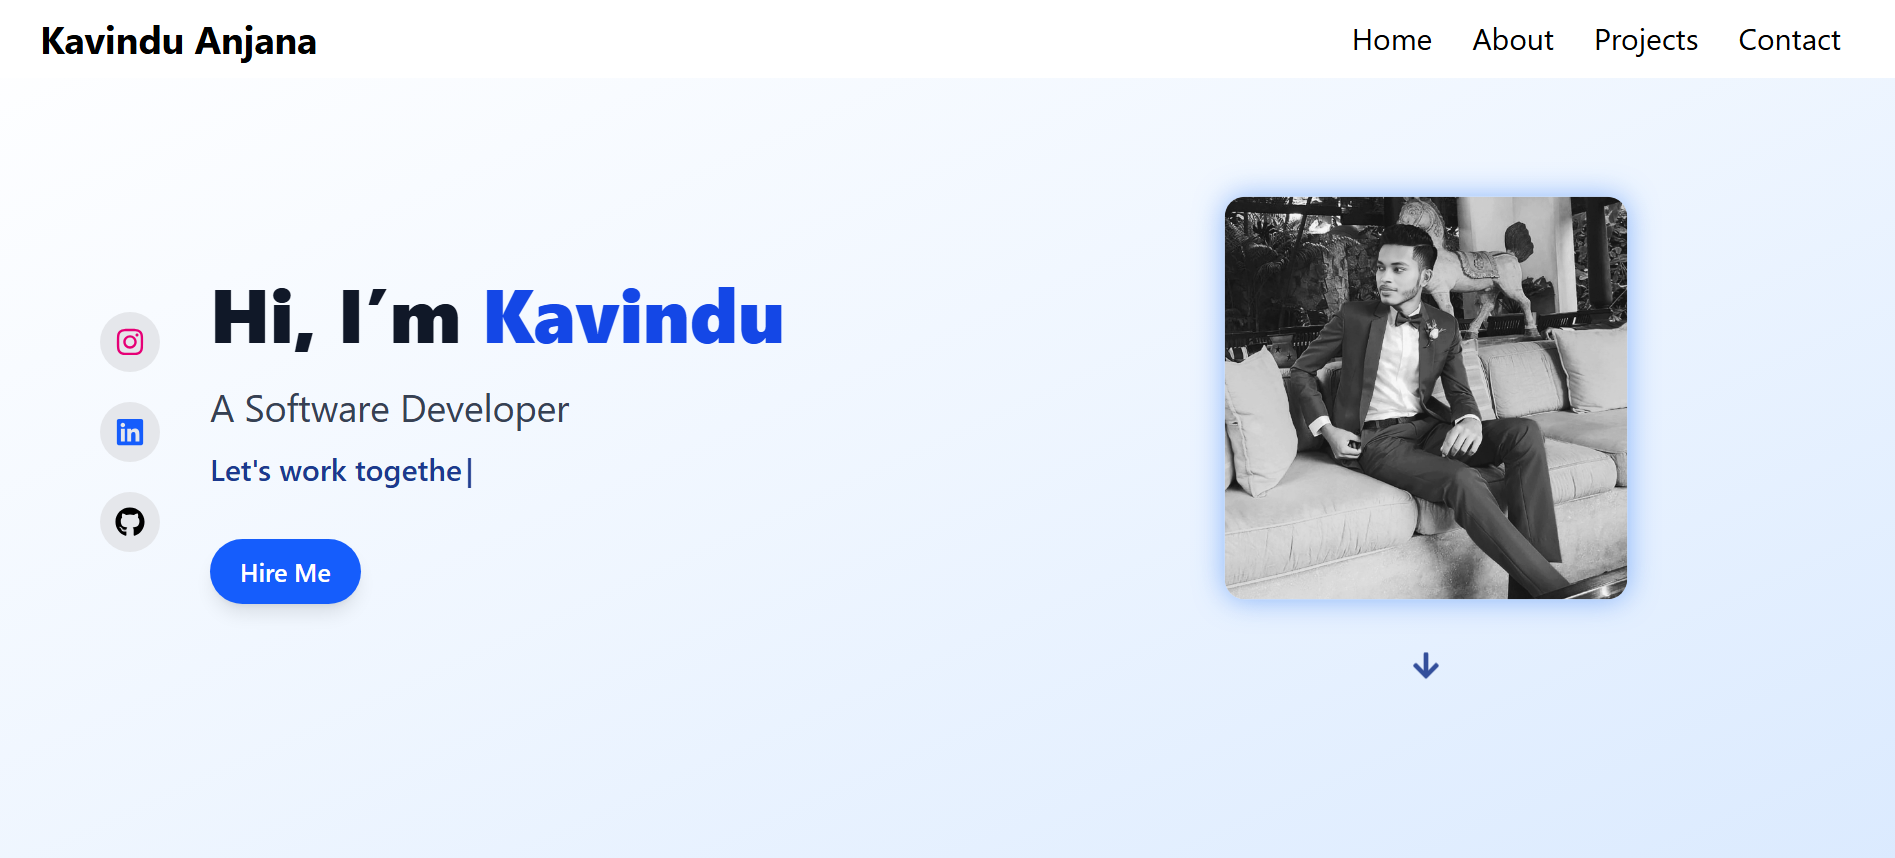 Kavindu Anjana
Home About Projects Contact
Hi, I’m Kavindu
A Software Developer
Let's work togethe|
Hire Me